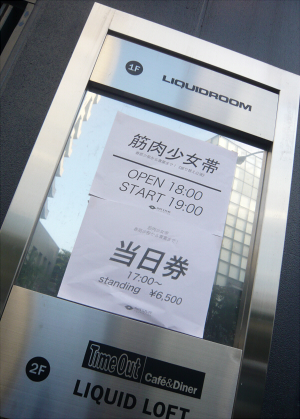 1F
LIQUIDROOM
筋肉少女帯
OPEN 18:00
START 19:00
当日券
17:00〜
standing ¥6,500
2F
TimeOut
Café&Diner
LIQUID LOFT